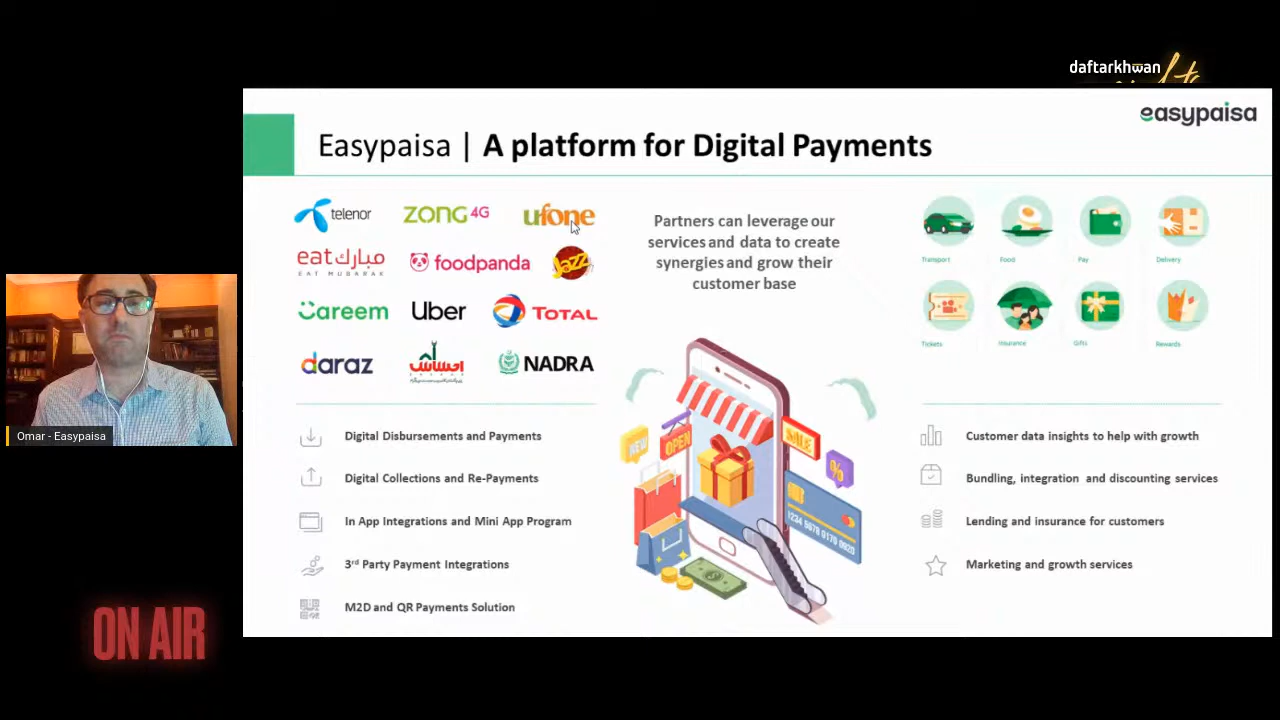 daftarkhwan
easypaisa
Easypaisa | A platform for Digital Payments
telenor
ZONG 4G
ufone
eat مبارك
EAT MUBARAK
foodpanda
Jazz
Careem
Uber
TOTAL
daraz
احساس
NADRA
Partners can leverage our
services and data to create
synergies and grow their
customer base
Transport
Food
Pay
Delivery
Tickets
Insurance
Gifts
Rewards
NEW
OPEN
SALE
%
1234 5678 0170 0020
Digital Disbursements and Payments
Digital Collections and Re-Payments
In App Integrations and Mini App Program
3rd Party Payment Integrations
M2D and QR Payments Solution
Customer data insights to help with growth
Bundling, integration and discounting services
Lending and insurance for customers
Marketing and growth services
Omar - Easypaisa
ON AIR